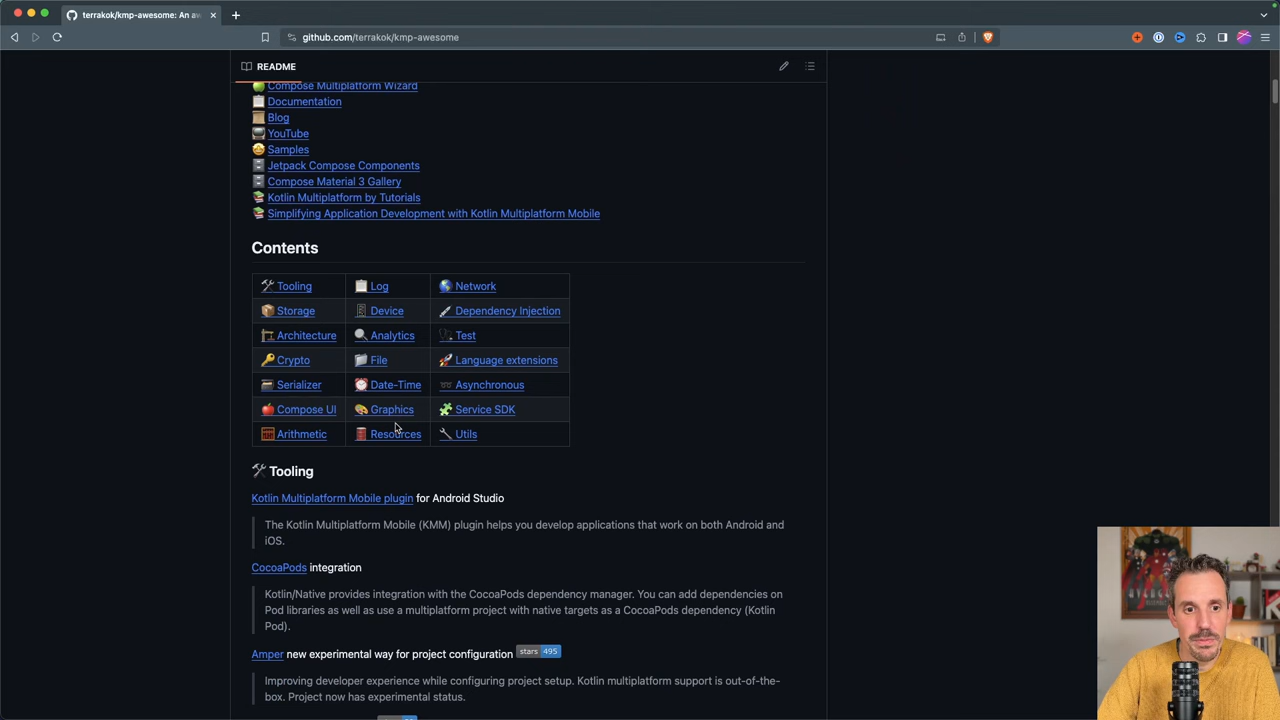 terrakok/kmp-awesome: An aw
github.com/terrakok/kmp-awesome
README
Compose Multiplatform Wizard
Documentation
Blog
YouTube
Samples
Jetpack Compose Components
Compose Material 3 Gallery
Kotlin Multiplatform by Tutorials
Simplifying Application Development with Kotlin Multiplatform Mobile
Contents
Tooling Log Network
Storage Device Dependency Injection
Architecture Analytics Test
Crypto File Language extensions
Serializer Date-Time Asynchronous
Compose UI Graphics Service SDK
Arithmetic Resources Utils
Tooling
Kotlin Multiplatform Mobile plugin for Android Studio
The Kotlin Multiplatform Mobile (KMM) plugin helps you develop applications that work on both Android and
iOS.
CocoaPods integration
Kotlin/Native provides integration with the CocoaPods dependency manager. You can add dependencies on
Pod libraries as well as use a multiplatform project with native targets as a CocoaPods dependency (Kotlin
Pod).
Amper new experimental way for project configuration stars 495
Improving developer experience while configuring project setup. Kotlin multiplatform support is out-of-the-
box. Project now has experimental status.